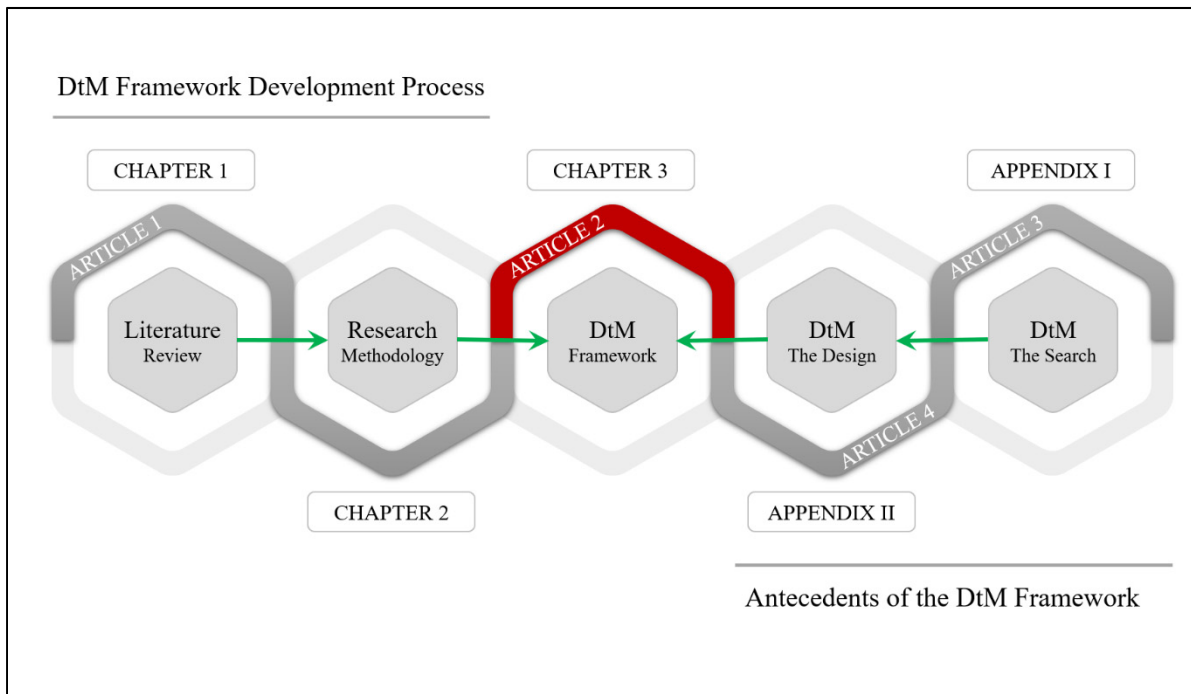 DtM Framework Development Process
CHAPTER 1
CHAPTER 3
APPENDIX I
ARTICLE 1
ARTICLE 2
ARTICLE 3
Literature
Review
Research
Methodology
DtM
Framework
DtM
The Design
DtM
The Search
ARTICLE 4
CHAPTER 2
APPENDIX II
Antecedents of the DtM Framework